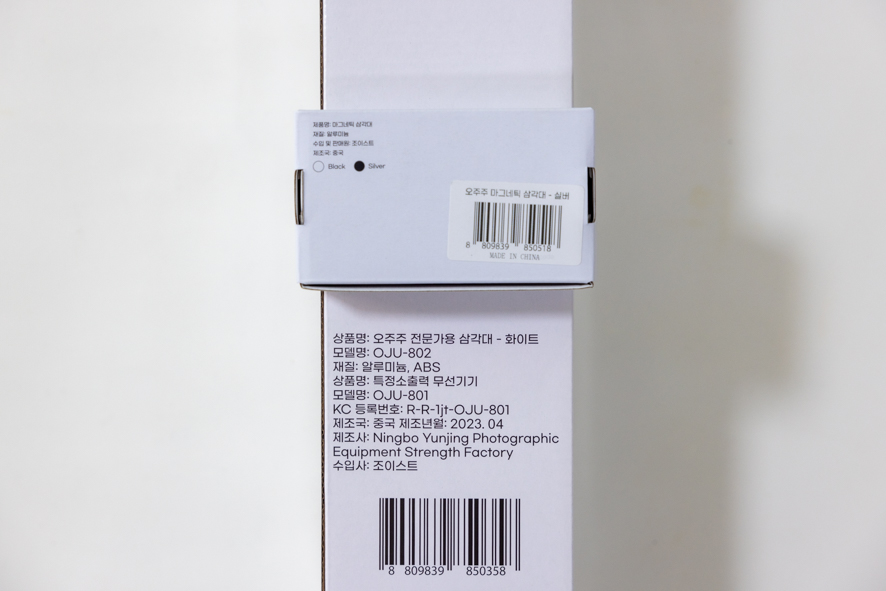 제품명: 마그네틱 삼각대
재질: 알루미늄
수입 및 판매원: 조이스트
제조국: 중국
Black Silver
오주주 마그네틱 삼각대 - 실버
8 809839 850518
MADE IN CHINA
상품명: 오주주 전문가용 삼각대 - 화이트
모델명: OJU-802
재질: 알루미늄, ABS
상품명: 특정소출력 무선기기
모델명: OJU-801
KC 등록번호: R-R-1jt-OJU-801
제조국: 중국 제조년월: 2023. 04
제조사: Ningbo Yunjing Photographic
Equipment Strength Factory
수입사: 조이스트
8 809839 850358